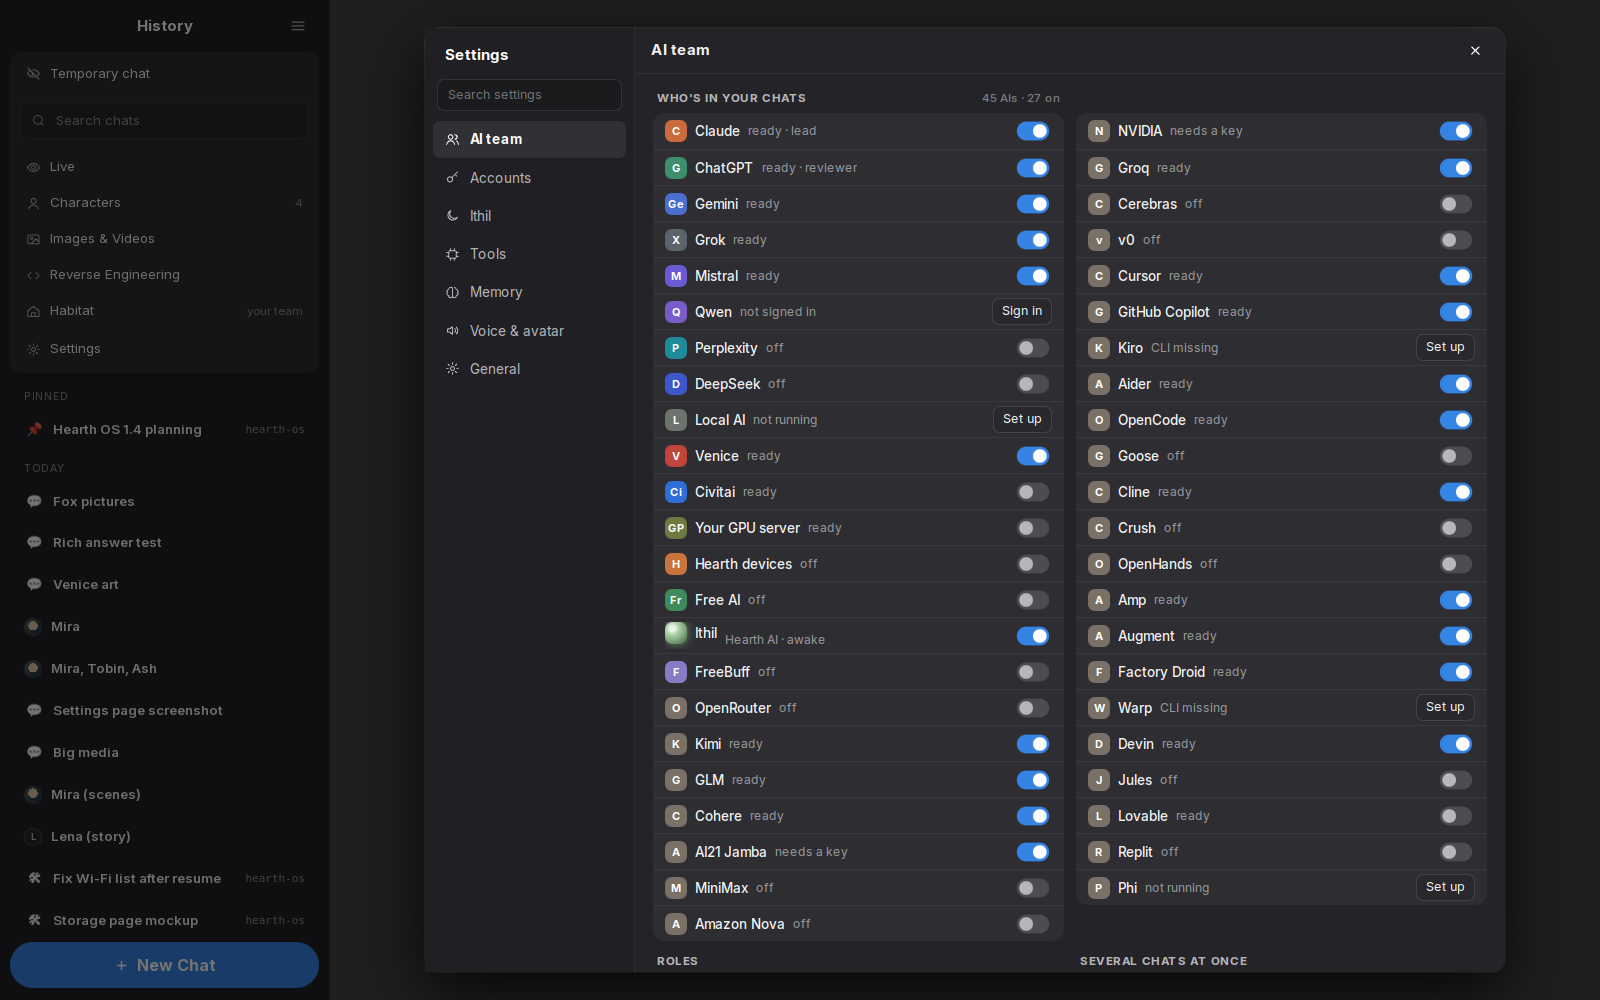 History
Temporary chat
Search chats
Live
Characters 4
Images & Videos
Reverse Engineering
Habitat your team
Settings
PINNED
Hearth OS 1.4 planning hearth-os
TODAY
Fox pictures
Rich answer test
Venice art
Mira
Mira, Tobin, Ash
Settings page screenshot
Big media
Mira (scenes)
L Lena (story)
Fix Wi-Fi list after resume hearth-os
Storage page mockup hearth-os
+ New Chat
Settings
Search settings
AI team
Accounts
Ithil
Tools
Memory
Voice & avatar
General
AI team
WHO'S IN YOUR CHATS 45 AIs · 27 on
C Claude ready · lead
G ChatGPT ready · reviewer
Ge Gemini ready
X Grok ready
M Mistral ready
Q Qwen not signed in Sign in
P Perplexity off
D DeepSeek off
L Local AI not running Set up
V Venice ready
Ci Civitai ready
GP Your GPU server ready
H Hearth devices off
Fr Free AI off
Ithil Hearth AI · awake
F FreeBuff off
O OpenRouter off
K Kimi ready
G GLM ready
C Cohere ready
A AI21 Jamba needs a key
M MiniMax off
A Amazon Nova off
N NVIDIA needs a key
G Groq ready
C Cerebras off
v v0 off
C Cursor ready
G GitHub Copilot ready
K Kiro CLI missing Set up
A Aider ready
O OpenCode ready
G Goose off
C Cline ready
C Crush off
O OpenHands off
A Amp ready
A Augment ready
F Factory Droid ready
W Warp CLI missing Set up
D Devin ready
J Jules off
L Lovable ready
R Replit off
P Phi not running Set up
ROLES
SEVERAL CHATS AT ONCE